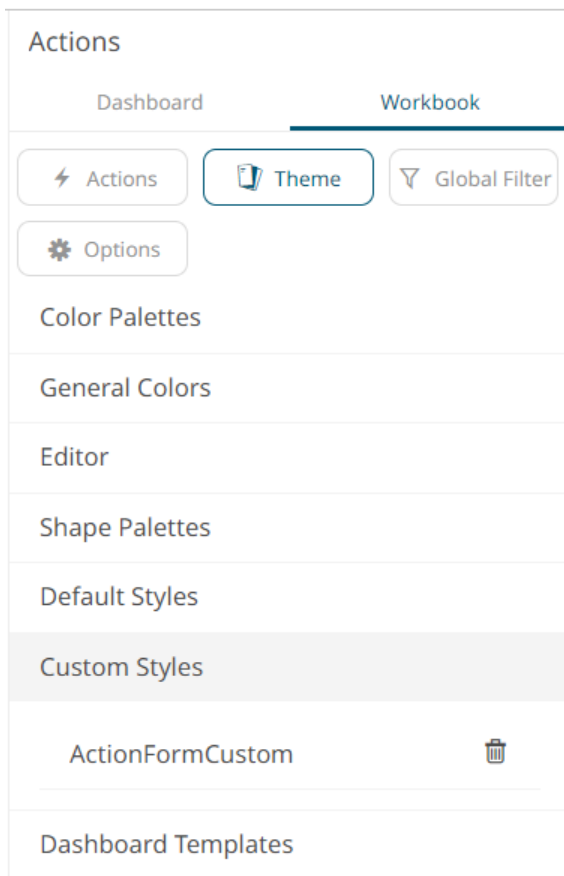 Actions
Dashboard Workbook
Actions Theme Global Filter
Options
Color Palettes
General Colors
Editor
Shape Palettes
Default Styles
Custom Styles
ActionFormCustom
Dashboard Templates